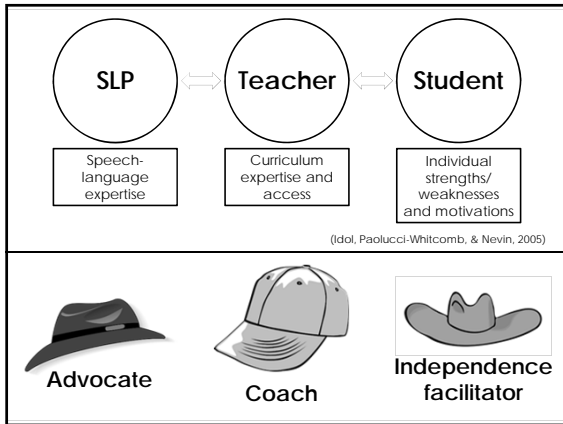 SLP
Teacher
Student
Speech-
language
expertise
Curriculum
expertise and
access
Individual
strengths/
weaknesses
and motivations
(Idol, Paolucci-Whitcomb, & Nevin, 2005)
Advocate
Coach
Independence
facilitator